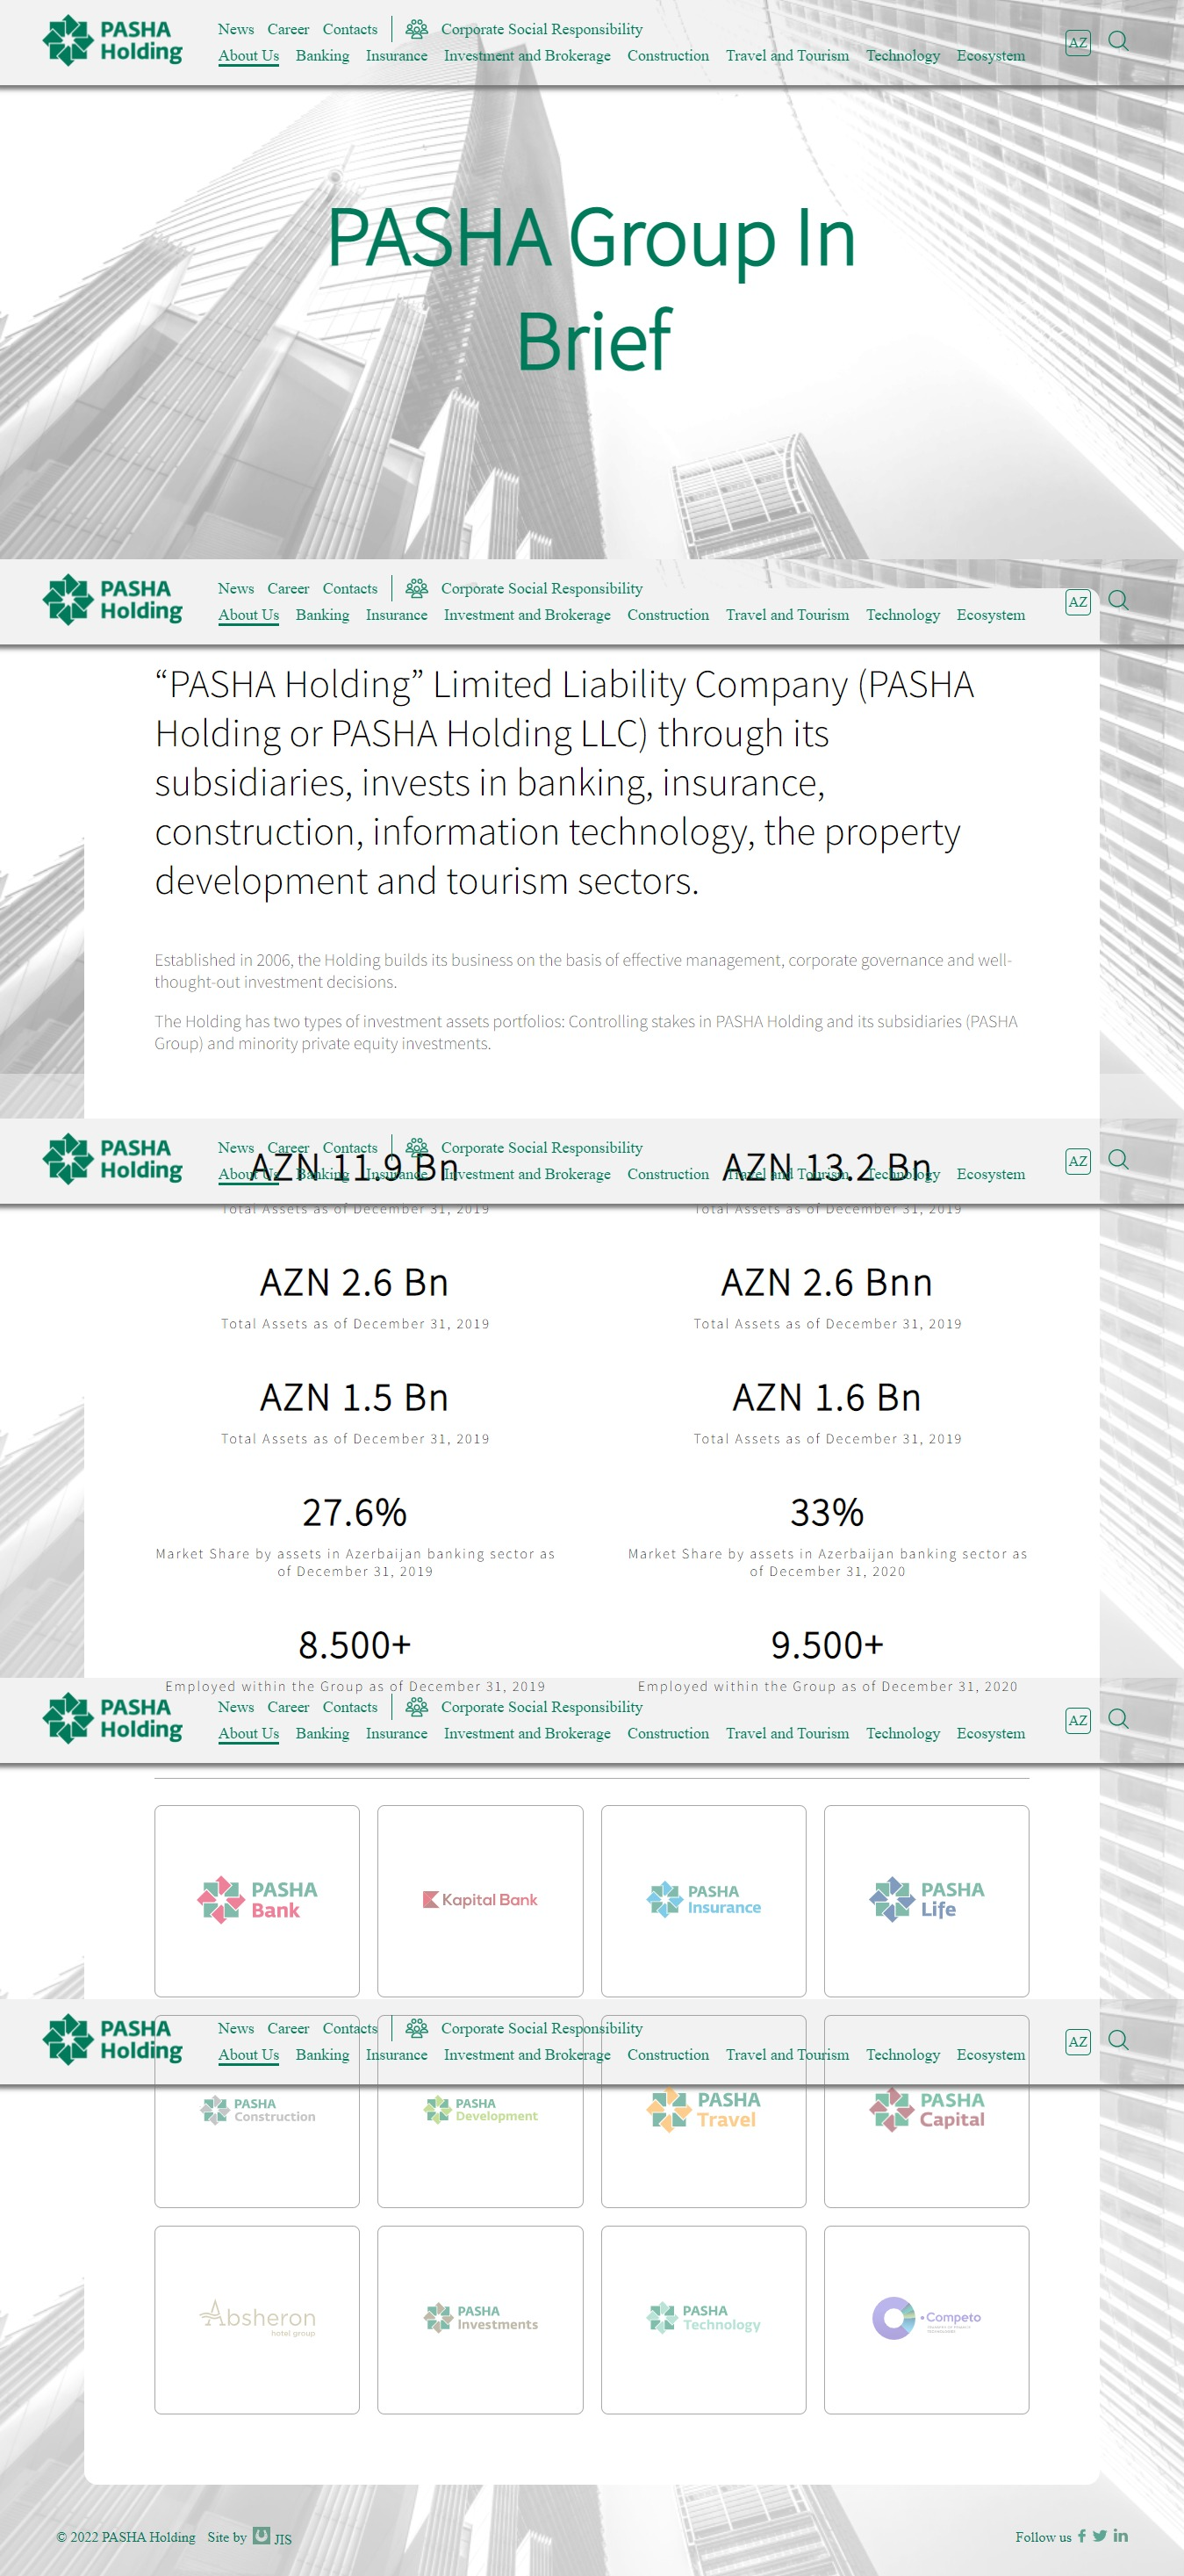 PASHA
Holding
News Career Contacts Corporate Social Responsibility
About Us Banking Insurance Investment and Brokerage Construction Travel and Tourism Technology Ecosystem
AZ
PASHA Group In
Brief
PASHA
Holding
News Career Contacts Corporate Social Responsibility
About Us Banking Insurance Investment and Brokerage Construction Travel and Tourism Technology Ecosystem
AZ
“PASHA Holding” Limited Liability Company (PASHA
Holding or PASHA Holding LLC) through its
subsidiaries, invests in banking, insurance,
construction, information technology, the property
development and tourism sectors.
Established in 2006, the Holding builds its business on the basis of effective management, corporate governance and well-
thought-out investment decisions.
The Holding has two types of investment assets portfolios: Controlling stakes in PASHA Holding and its subsidiaries (PASHA
Group) and minority private equity investments.
PASHA
Holding
News Career Contacts Corporate Social Responsibility
About Us Banking Insurance Investment and Brokerage Construction Travel and Tourism Technology Ecosystem
AZ
AZN 11.9 Bn AZN 13.2 Bn
Total Assets as of December 31, 2019 Total Assets as of December 31, 2019
AZN 2.6 Bn AZN 2.6 Bnn
Total Assets as of December 31, 2019 Total Assets as of December 31, 2019
AZN 1.5 Bn AZN 1.6 Bn
Total Assets as of December 31, 2019 Total Assets as of December 31, 2019
27.6% 33%
Market Share by assets in Azerbaijan banking sector as Market Share by assets in Azerbaijan banking sector as
of December 31, 2019 of December 31, 2020
8.500+ 9.500+
Employed within the Group as of December 31, 2019 Employed within the Group as of December 31, 2020
PASHA
Holding
News Career Contacts Corporate Social Responsibility
About Us Banking Insurance Investment and Brokerage Construction Travel and Tourism Technology Ecosystem
AZ
PASHA
Bank
Kapital Bank
PASHA
Insurance
PASHA
Life
PASHA
Holding
News Career Contacts Corporate Social Responsibility
About Us Banking Insurance Investment and Brokerage Construction Travel and Tourism Technology Ecosystem
AZ
PASHA
Construction
PASHA
Development
PASHA
Travel
PASHA
Capital
Absheron
hotel group
PASHA
Investments
PASHA
Technology
Competo
© 2022 PASHA Holding Site by JIS Follow us